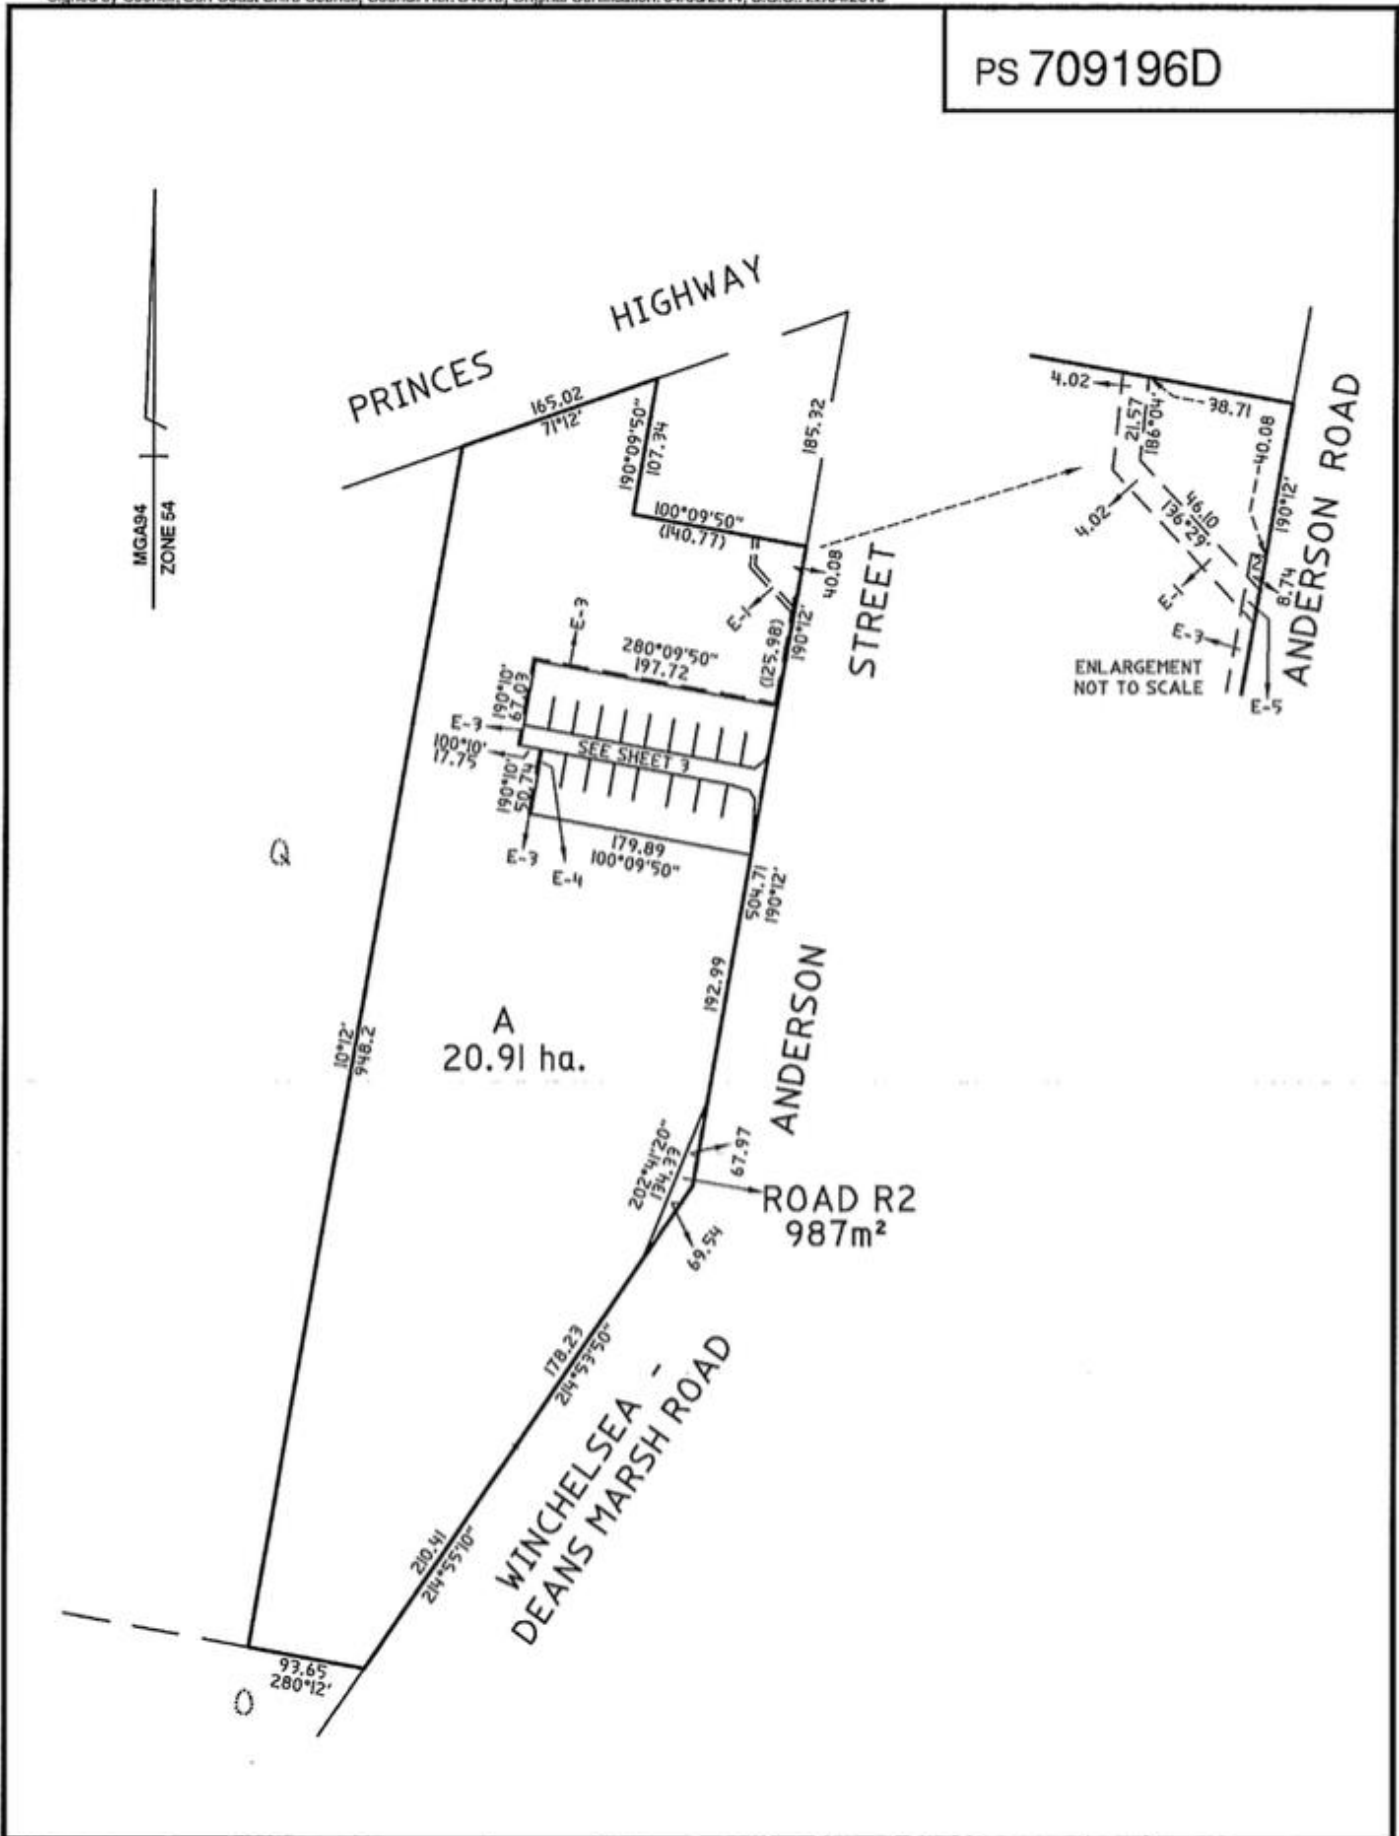 PS 709196D
MGA94
ZONE 54
PRINCES HIGHWAY
165.02
71°12'
190°09'50"
107.34
185.32
100°09'50"
(140.77)
40.08
E-1
STREET
(125.98)
190°12'
E-3
280°09'50"
197.72
190°10'
67.03
E-3
100°10'
17.75
SEE SHEET 3
190°10'
50.74
E-3
E-4
179.89
100°09'50"
504.71
190°12'
192.99
ANDERSON
Q
A
20.91 ha.
10°12'
948.2
202°41'20"
134.33
67.97
ROAD R2
987m²
69.54
178.23
214°53'50"
WINCHELSEA -
DEANS MARSH ROAD
210.41
214°55'10"
93.65
280°12'
O
4.02
21.57
186°04'
38.71
40.08
190°12'
ANDERSON ROAD
46.10
136°29'
4.02
E-1
8.74
E-3
E-5
ENLARGEMENT
NOT TO SCALE